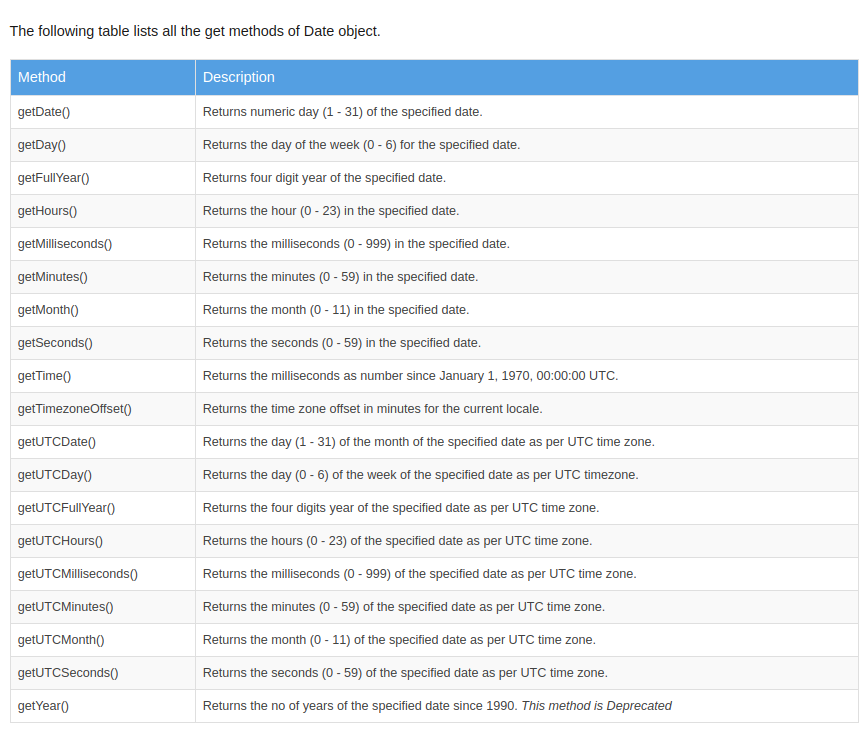 The following table lists all the get methods of Date object.
Method Description
getDate() Returns numeric day (1 - 31) of the specified date.
getDay() Returns the day of the week (0 - 6) for the specified date.
getFullYear() Returns four digit year of the specified date.
getHours() Returns the hour (0 - 23) in the specified date.
getMilliseconds() Returns the milliseconds (0 - 999) in the specified date.
getMinutes() Returns the minutes (0 - 59) in the specified date.
getMonth() Returns the month (0 - 11) in the specified date.
getSeconds() Returns the seconds (0 - 59) in the specified date.
getTime() Returns the milliseconds as number since January 1, 1970, 00:00:00 UTC.
getTimezoneOffset() Returns the time zone offset in minutes for the current locale.
getUTCDate() Returns the day (1 - 31) of the month of the specified date as per UTC time zone.
getUTCDay() Returns the day (0 - 6) of the week of the specified date as per UTC timezone.
getUTCFullYear() Returns the four digits year of the specified date as per UTC time zone.
getUTCHours() Returns the hours (0 - 23) of the specified date as per UTC time zone.
getUTCMilliseconds() Returns the milliseconds (0 - 999) of the specified date as per UTC time zone.
getUTCMinutes() Returns the minutes (0 - 59) of the specified date as per UTC time zone.
getUTCMonth() Returns the month (0 - 11) of the specified date as per UTC time zone.
getUTCSeconds() Returns the seconds (0 - 59) of the specified date as per UTC time zone.
getYear() Returns the no of years of the specified date since 1990. This method is Deprecated